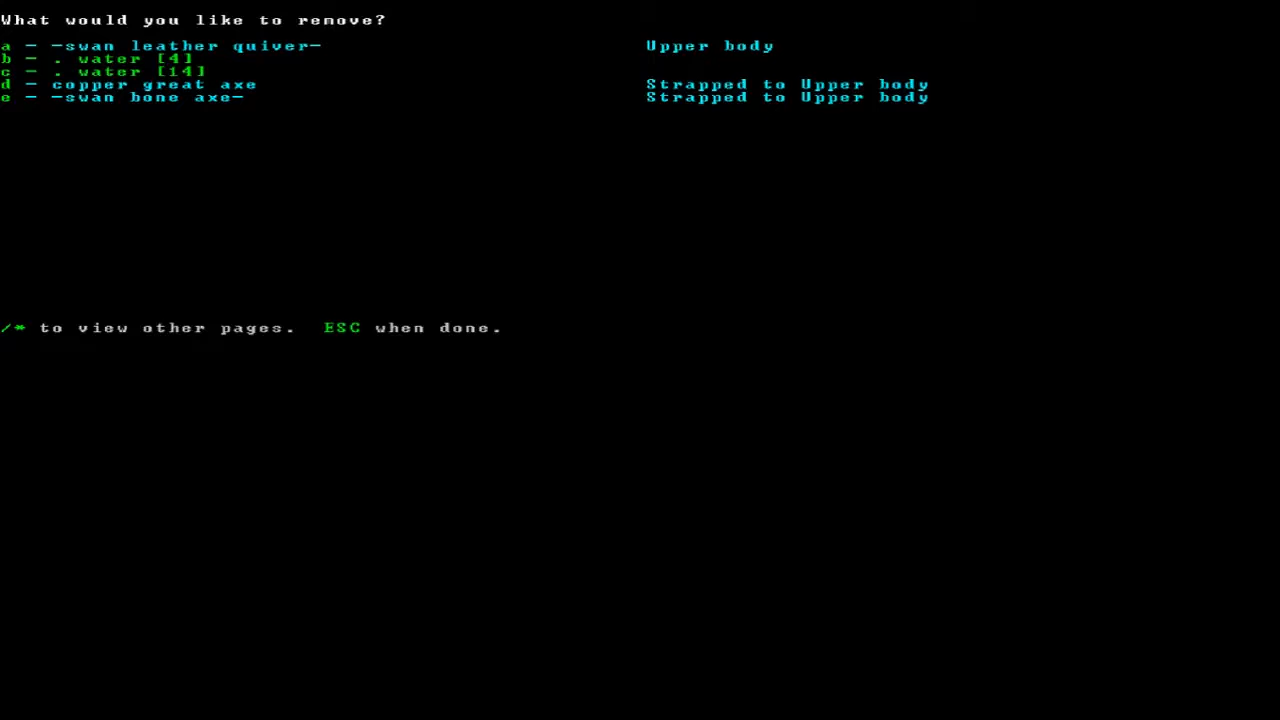 What would you like to remove?
a - -swan leather quiver- Upper body
b - . water [4]
c - . water [14]
d - copper great axe Strapped to Upper body
e - -swan bone axe- Strapped to Upper body
/* to view other pages. ESC when done.